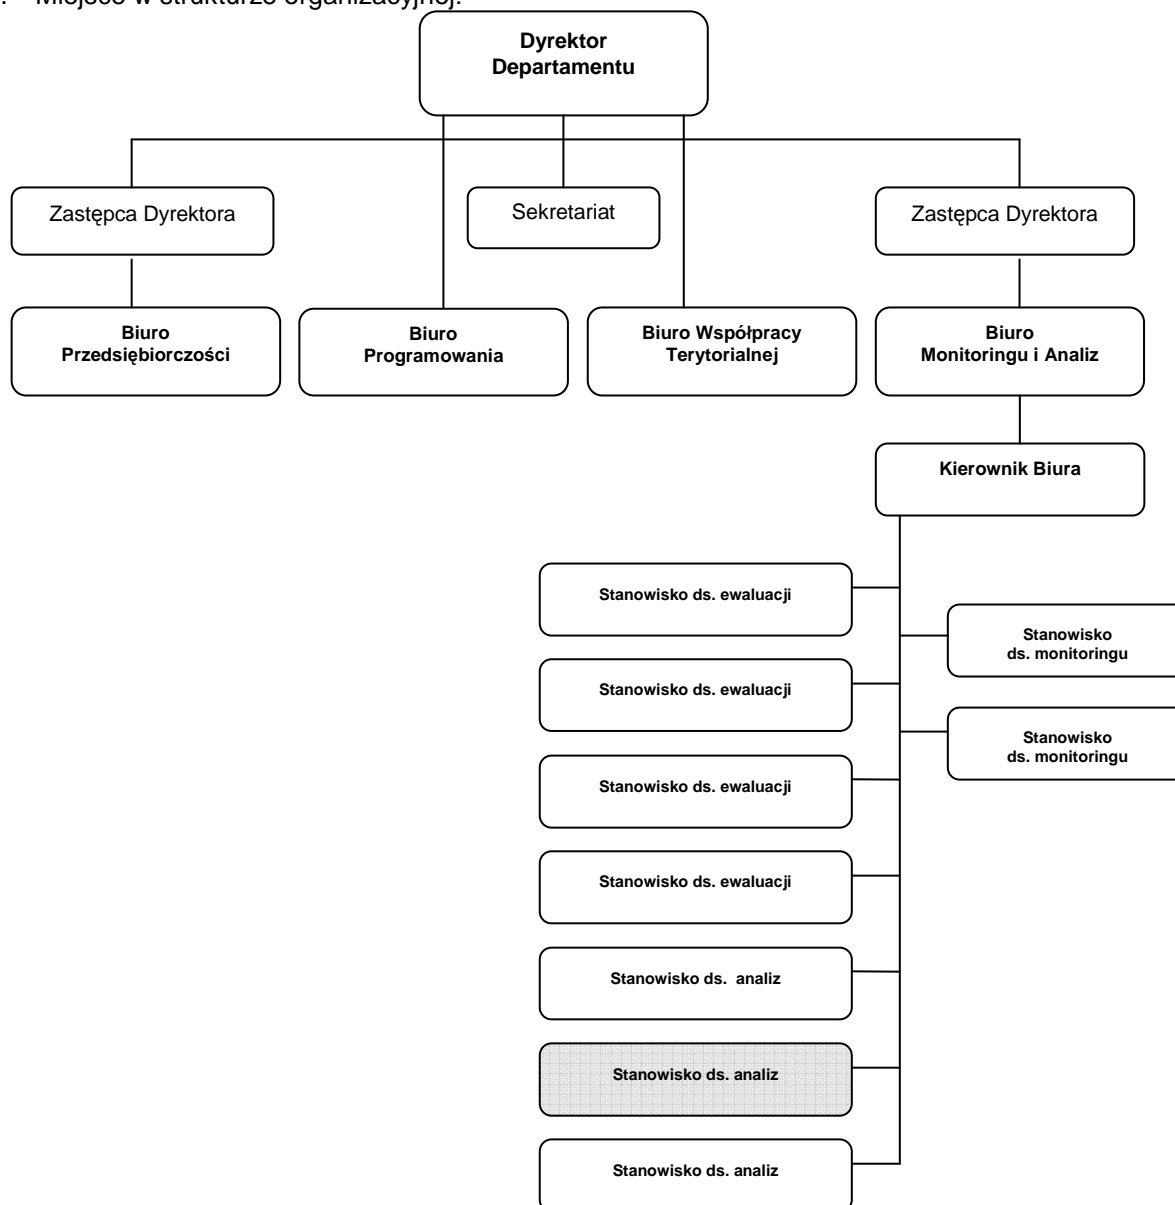 . Miejsce w strukturze organizacyjnej:
Dyrektor
Departamentu
Zastępca Dyrektora
Sekretariat
Zastępca Dyrektora
Biuro
Przedsiębiorczości
Biuro
Programowania
Biuro Współpracy
Terytorialnej
Biuro
Monitoringu i Analiz
Kierownik Biura
Stanowisko ds. ewaluacji
Stanowisko
ds. monitoringu
Stanowisko ds. ewaluacji
Stanowisko
ds. monitoringu
Stanowisko ds. ewaluacji
Stanowisko ds. ewaluacji
Stanowisko ds. analiz
Stanowisko ds. analiz
Stanowisko ds. analiz